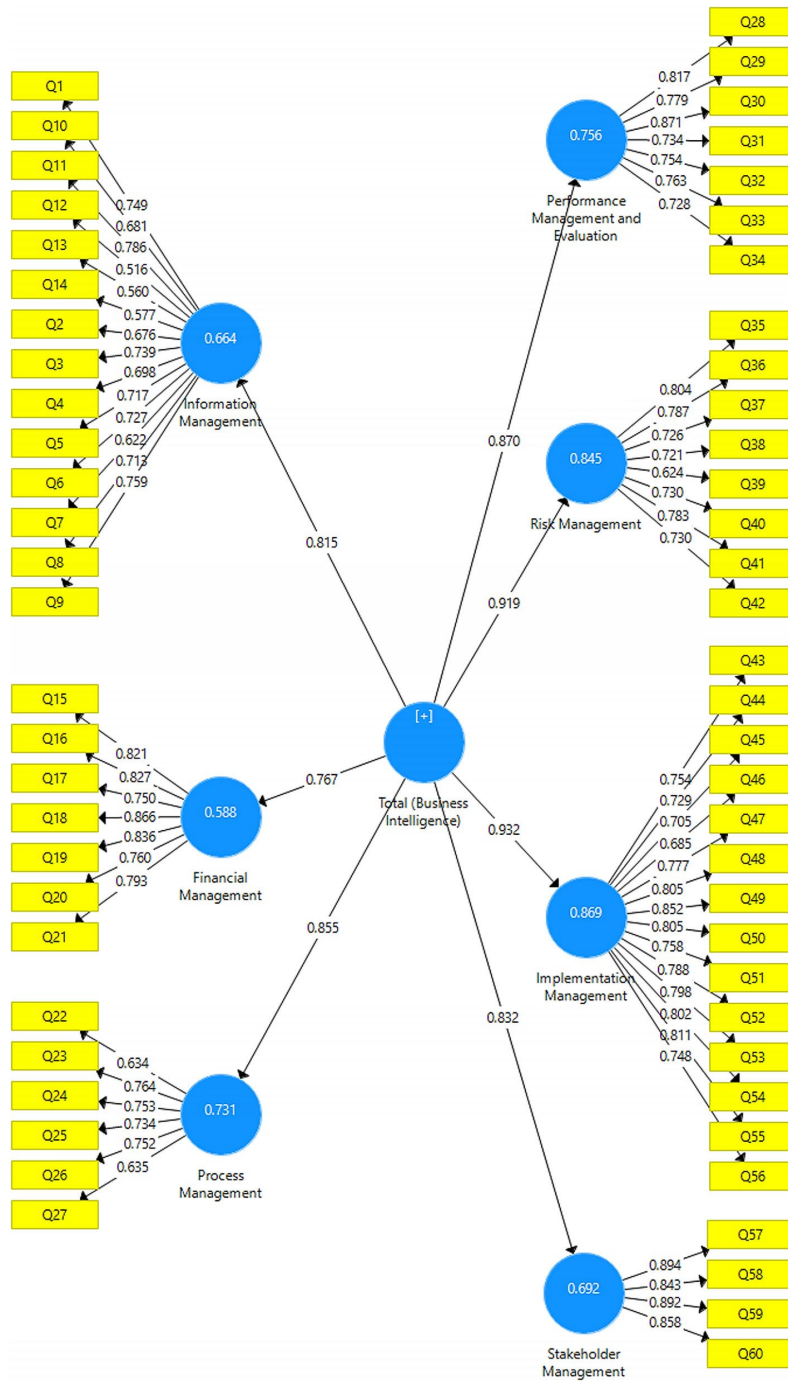 Q1
Q10
Q11
Q12
Q13
Q14
Q2
Q3
Q4
Q5
Q6
Q7
Q8
Q9
0.749
0.681
0.786
0.516
0.560
0.577
0.676
0.739
0.698
0.717
0.727
0.622
0.713
0.759
0.664
Information
Management
Q15
Q16
Q17
Q18
Q19
Q20
Q21
0.821
0.827
0.750
0.866
0.836
0.760
0.793
0.588
Financial
Management
Q22
Q23
Q24
Q25
Q26
Q27
0.634
0.764
0.753
0.734
0.752
0.635
0.731
Process
Management
0.815
0.767
0.855
[+]
Total (Business
Intelligence)
0.870
0.919
0.932
0.832
0.756
Performance
Management and
Evaluation
0.817
0.779
0.871
0.734
0.754
0.763
0.728
Q28
Q29
Q30
Q31
Q32
Q33
Q34
0.845
Risk Management
0.804
0.787
0.726
0.721
0.624
0.730
0.783
0.730
Q35
Q36
Q37
Q38
Q39
Q40
Q41
Q42
0.869
Implementation
Management
0.754
0.729
0.705
0.685
0.777
0.805
0.852
0.805
0.758
0.788
0.798
0.802
0.811
0.748
Q43
Q44
Q45
Q46
Q47
Q48
Q49
Q50
Q51
Q52
Q53
Q54
Q55
Q56
0.692
Stakeholder
Management
0.894
0.843
0.892
0.858
Q57
Q58
Q59
Q60